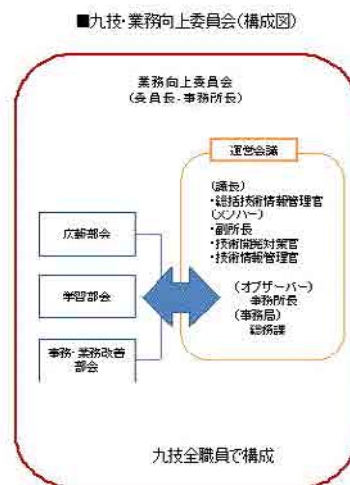 ■九技・業務向上委員会(構成図)
業務向上委員会
(委員長・事務所長)
運営会議
(議長)
・総括技術情報管理官
(メンバー)
・副所長
・技術開発対策官
・技術情報管理官
(オブザーバー)
事務所長
(事務局)
総務課
広報部会
学習部会
事務・業務改善
部会
九技全職員で構成